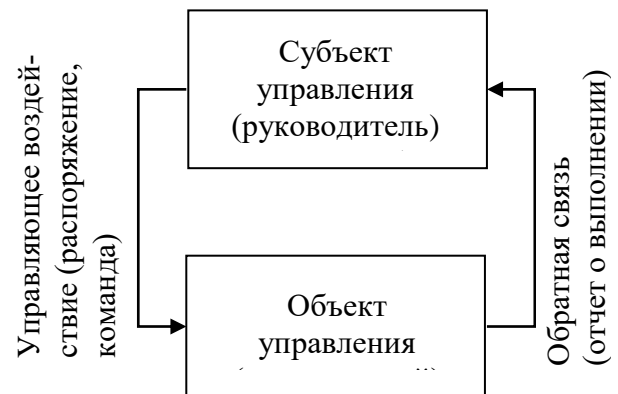 Субъект
управления
(руководитель)
Управляющее воздей-
ствие (распоряжение,
команда)
Обратная связь
(отчет о выполнении)
Объект
управления